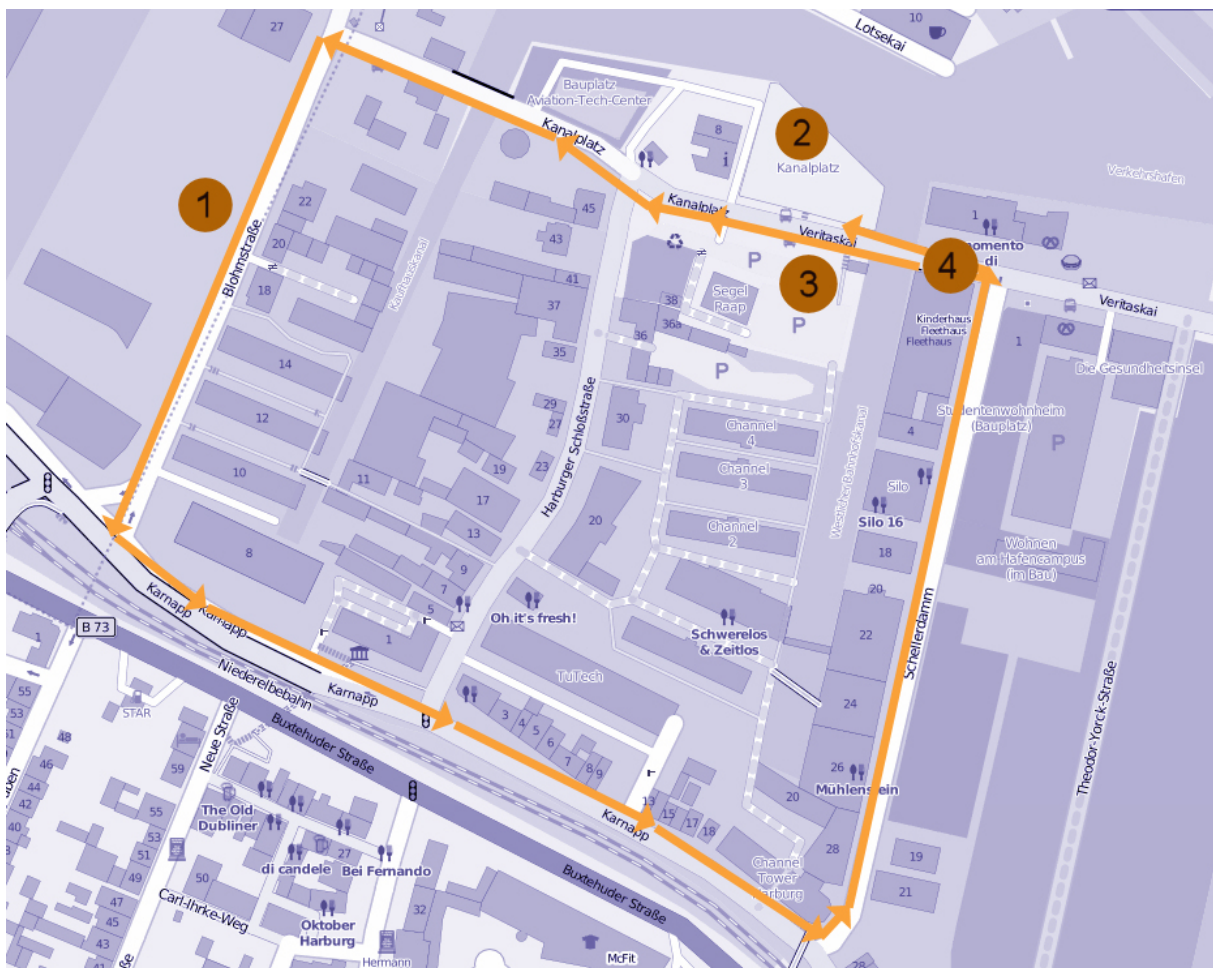 27
10
Lotsekai
Bauplatz
Aviation-Tech-Center
Kanalplatz
8
i
2
Kanalplatz
Verkehrshafen
1
22
Blohmstraße
20
18
Kaufhauskanal
45
43
41
37
35
Kanalplatz
Veritaskai
1
momento
di
4
Veritaskai
P
3
P
Segel
Raap
38
36a
36
P
Kinderhaus
Fleethaus
Fleethaus
1
Die Gesundheitsinsel
14
12
10
29
27
30
Channel
4
Studentenwohnheim
(Bauplatz)
P
4
Harburger Schloßstraße
19
23
17
11
13
Channel
3
Westlicher Bahnhofskanal
Silo
Silo 16
20
Channel
2
18
20
Wohnen
am Hafencampus
(im Bau)
8
9
7
5
Karnapp
Karnapp
1
Oh it's fresh!
Schwerelos
& Zeitlos
22
Schellerdamm
B 73
1
Niederelbebahn
Karnapp
TuTech
24
Theodor-Yorck-Straße
55
53
51
STAR
Neue Straße
Buxtehuder Straße
3
4
5
6
7
8
9
48
46
44
42
40
59
26
Mühlenstein
20
The Old
Dubliner
13
15
17
18
Karnapp
55
53
51
49
di candele
27
Bei Fernando
Channel
Tower
Harburg
28
19
21
50
Buxtehuder Straße
47
45
43
41
Carl-Ihrke-Weg
Oktober
Harburg
32
Hermann
McFit
28